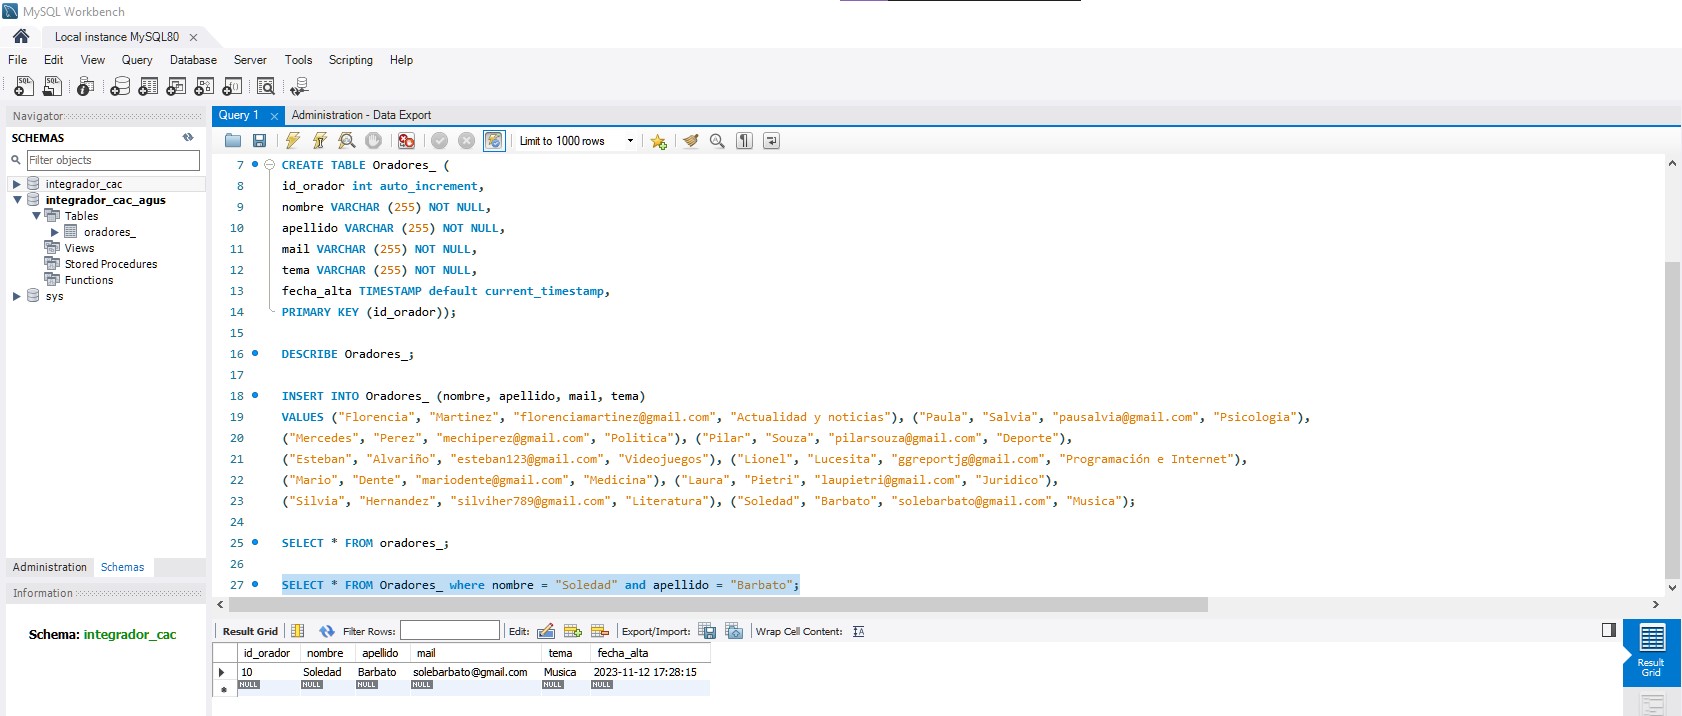 MySQL Workbench
Local instance MySQL80
File Edit View Query Database Server Tools Scripting Help
Navigator
SCHEMAS
Filter objects
integrador_cac
integrador_cac_agus
Tables
oradores_
Views
Stored Procedures
Functions
sys
Administration Schemas
Information
Schema: integrador_cac
Query 1 Administration - Data Export
Limit to 1000 rows
7 CREATE TABLE Oradores_ (
8 id_orador int auto_increment,
9 nombre VARCHAR (255) NOT NULL,
10 apellido VARCHAR (255) NOT NULL,
11 mail VARCHAR (255) NOT NULL,
12 tema VARCHAR (255) NOT NULL,
13 fecha_alta TIMESTAMP default current_timestamp,
14 PRIMARY KEY (id_orador));
15
16 DESCRIBE Oradores_;
17
18 INSERT INTO Oradores_ (nombre, apellido, mail, tema)
19 VALUES ("Florencia", "Martinez", "florenciamartinez@gmail.com", "Actualidad y noticias"), ("Paula", "Salvia", "pausalvia@gmail.com", "Psicologia"),
20 ("Mercedes", "Perez", "mechiperez@gmail.com", "Politica"), ("Pilar", "Souza", "pilarsouza@gmail.com", "Deporte"),
21 ("Esteban", "Alvariño", "esteban123@gmail.com", "Videojuegos"), ("Lionel", "Lucesita", "ggreportjg@gmail.com", "Programación e Internet"),
22 ("Mario", "Dente", "mariodente@gmail.com", "Medicina"), ("Laura", "Pietri", "laupietri@gmail.com", "Juridico"),
23 ("Silvia", "Hernandez", "silviher789@gmail.com", "Literatura"), ("Soledad", "Barbato", "solebarbato@gmail.com", "Musica");
24
25 SELECT * FROM oradores_;
26
27 SELECT * FROM Oradores_ where nombre = "Soledad" and apellido = "Barbato";
Result Grid Filter Rows: Edit: Export/Import: Wrap Cell Content:
id_orador nombre apellido mail tema fecha_alta
10 Soledad Barbato solebarbato@gmail.com Musica 2023-11-12 17:28:15
NULL NULL NULL NULL NULL NULL
Result
Grid